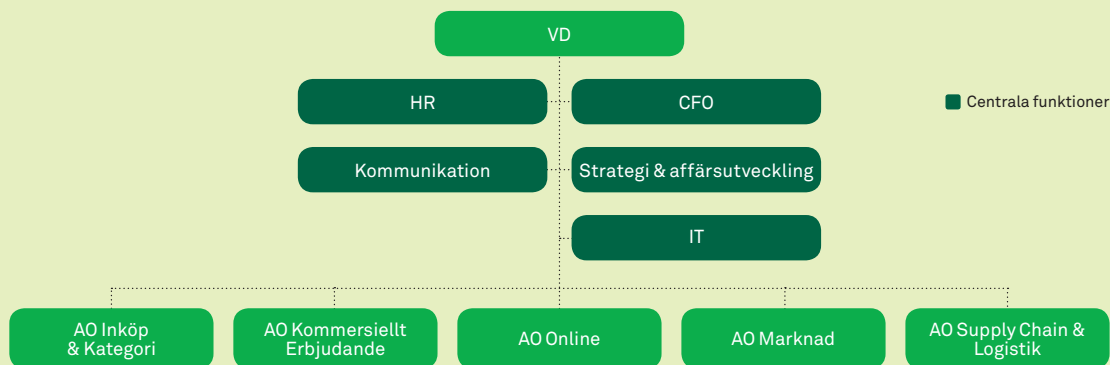 VD
HR
CFO
Centrala funktioner
Kommunikation
Strategi & affärsutveckling
IT
AO Inköp
& Kategori
AO Kommersiellt
Erbjudande
AO Online
AO Marknad
AO Supply Chain &
Logistik